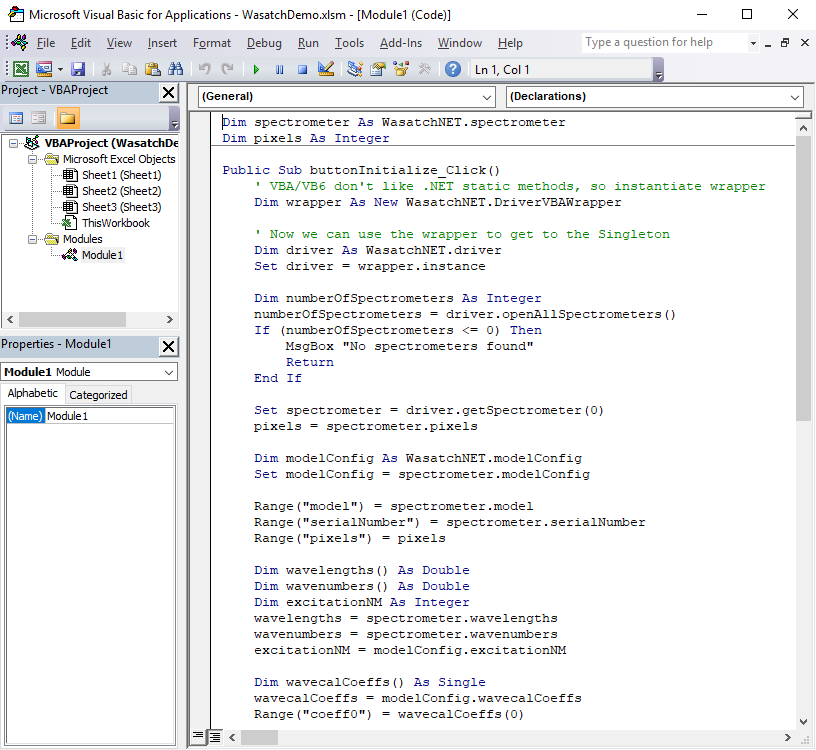 Microsoft Visual Basic for Applications - WasatchDemo.xlsm - [Module1 (Code)]
File Edit View Insert Format Debug Run Tools Add-Ins Window Help
Type a question for help
Ln 1, Col 1
Project - VBAProject
VBAProject (WasatchDe
Microsoft Excel Objects
Sheet1 (Sheet1)
Sheet2 (Sheet2)
Sheet3 (Sheet3)
ThisWorkbook
Modules
Module1
Properties - Module1
Module1 Module
Alphabetic Categorized
(Name) Module1
(General) (Declarations)
Dim spectrometer As WasatchNET.spectrometer
Dim pixels As Integer
Public Sub buttonInitialize_Click()
' VBA/VB6 don't like .NET static methods, so instantiate wrapper
Dim wrapper As New WasatchNET.DriverVBAWrapper
' Now we can use the wrapper to get to the Singleton
Dim driver As WasatchNET.driver
Set driver = wrapper.instance
Dim numberOfSpectrometers As Integer
numberOfSpectrometers = driver.openAllSpectrometers()
If (numberOfSpectrometers <= 0) Then
MsgBox "No spectrometers found"
Return
End If
Set spectrometer = driver.getSpectrometer(0)
pixels = spectrometer.pixels
Dim modelConfig As WasatchNET.modelConfig
Set modelConfig = spectrometer.modelConfig
Range("model") = spectrometer.model
Range("serialNumber") = spectrometer.serialNumber
Range("pixels") = pixels
Dim wavelengths() As Double
Dim wavenumbers() As Double
Dim excitationNM As Integer
wavelengths = spectrometer.wavelengths
wavenumbers = spectrometer.wavenumbers
excitationNM = modelConfig.excitationNM
Dim wavecalCoeffs() As Single
wavecalCoeffs = modelConfig.wavecalCoeffs
Range("coeff0") = wavecalCoeffs(0)